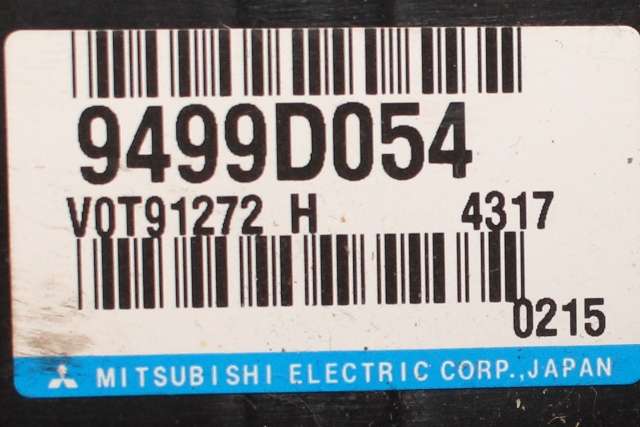 9499D054
V0T91272 H 4317
0215
MITSUBISHI ELECTRIC CORP.,JAPAN